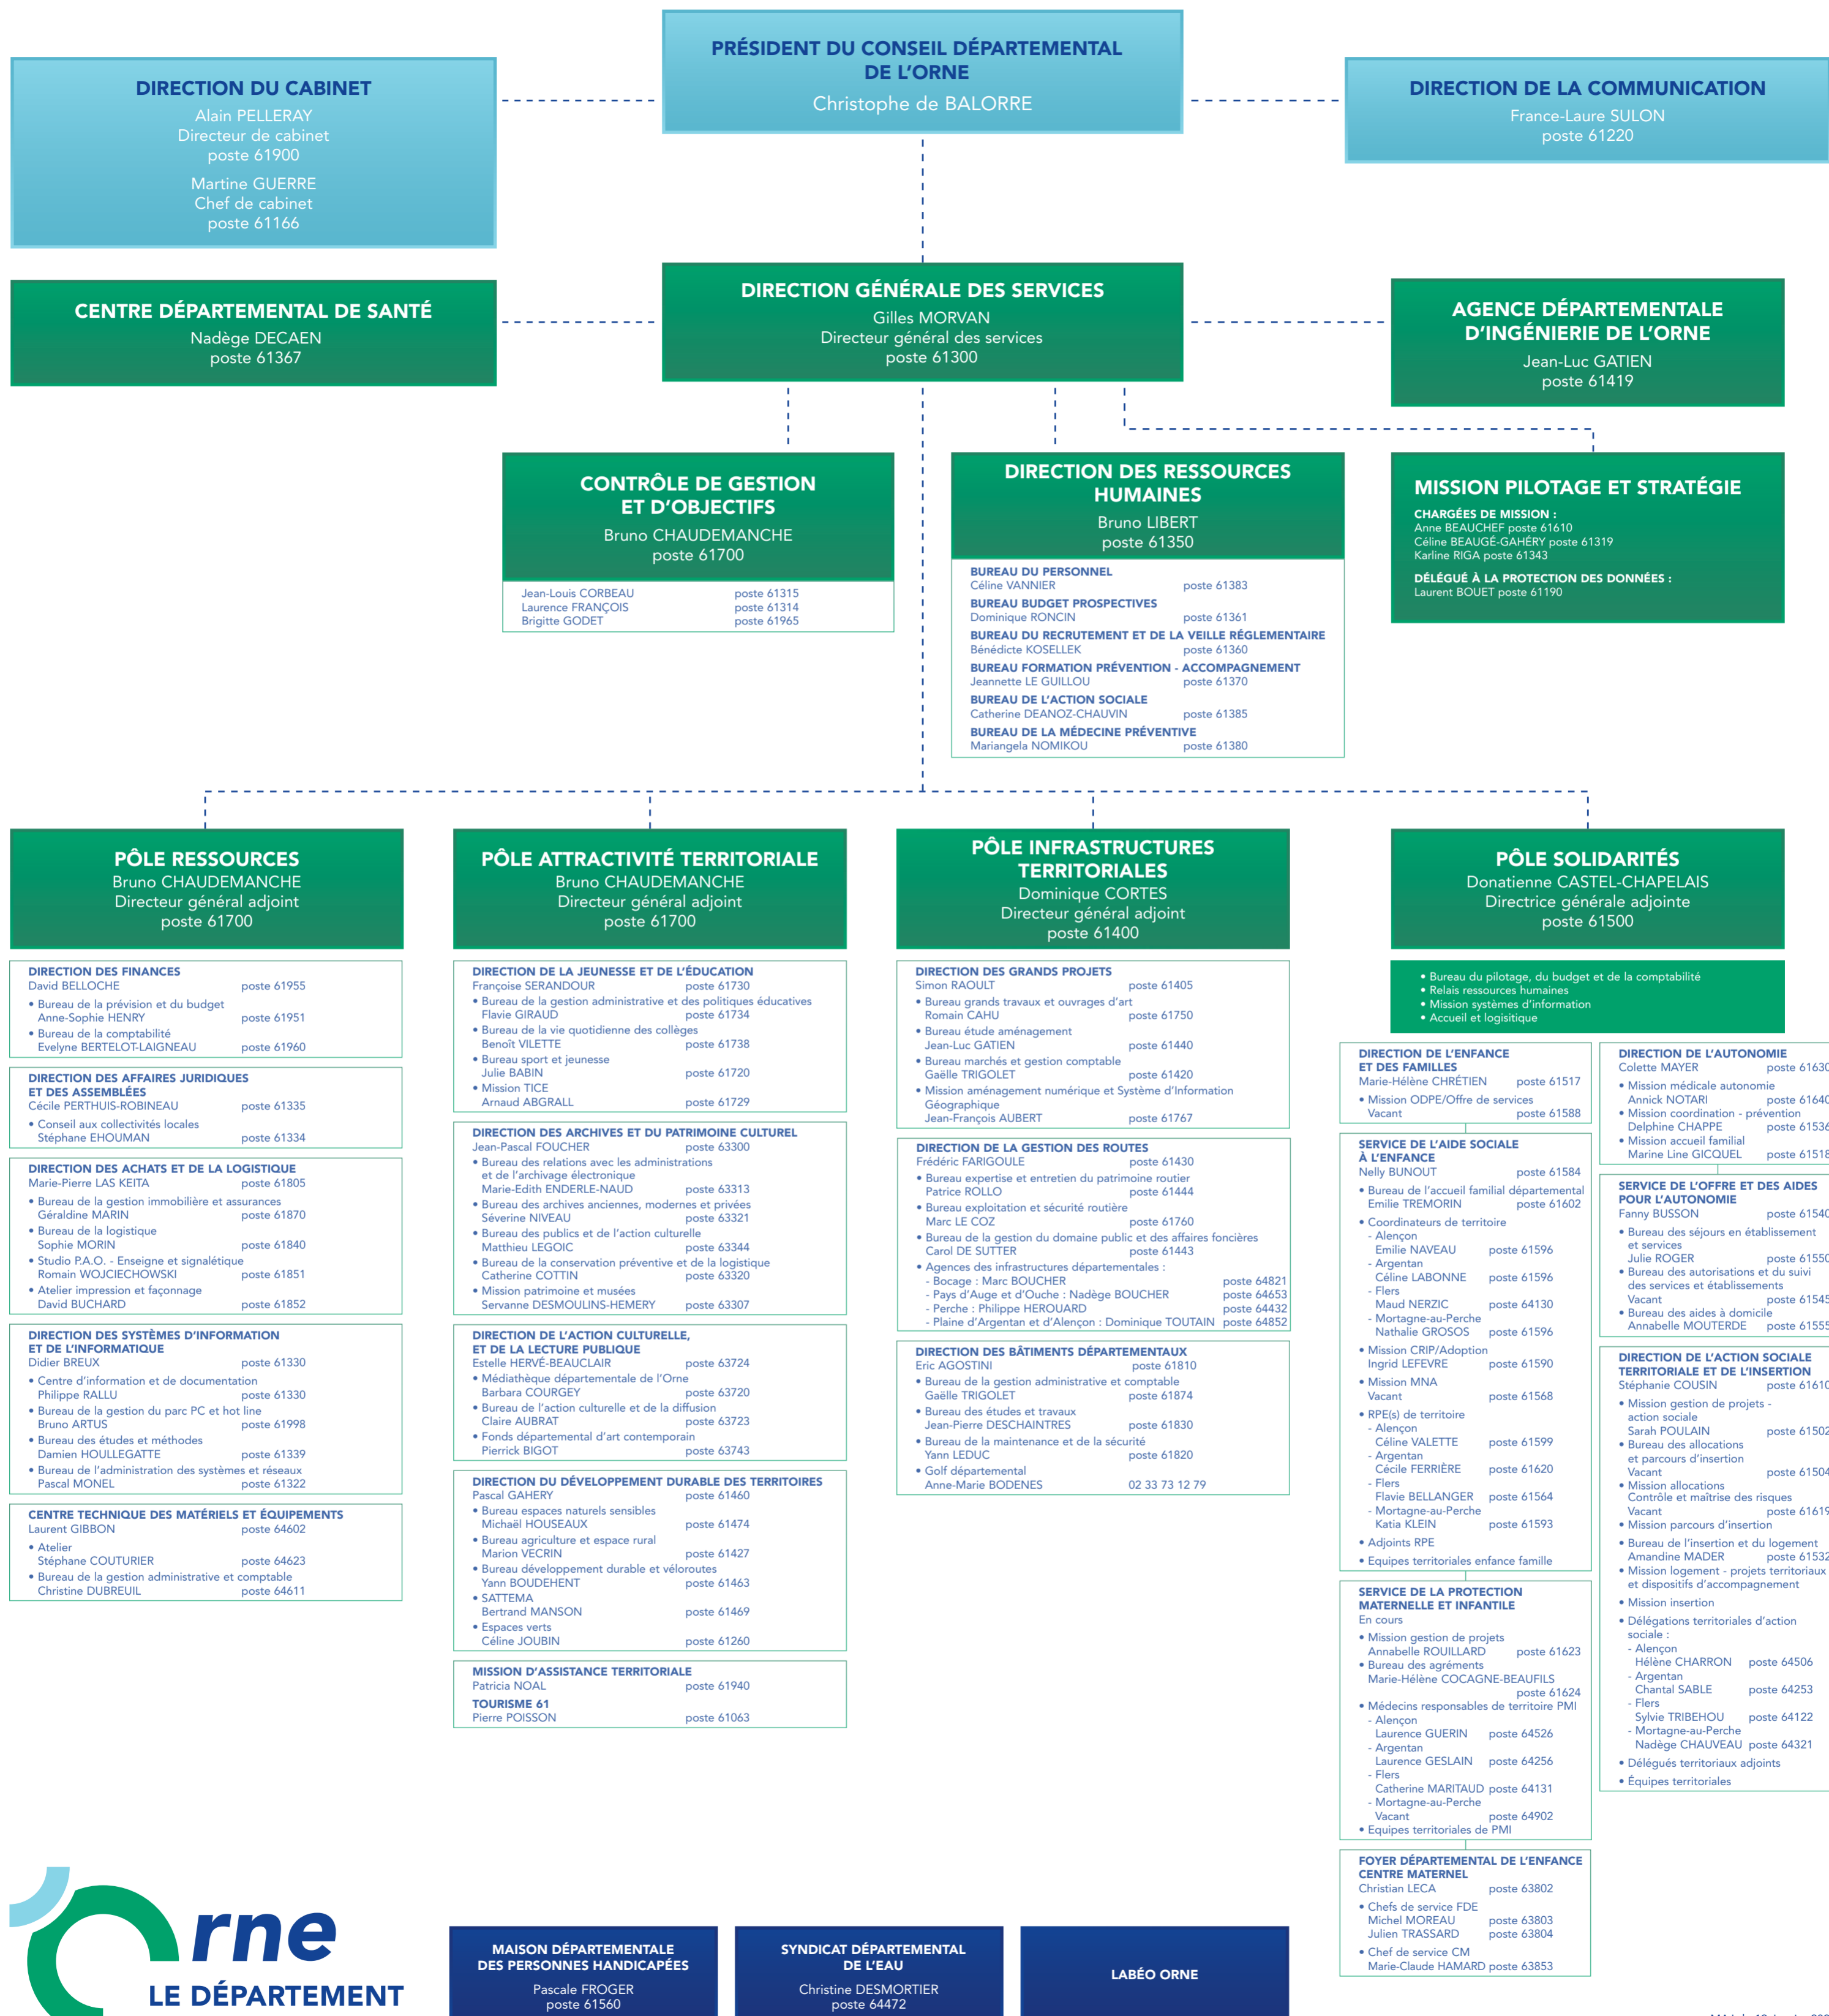 PRÉSIDENT DU CONSEIL DÉPARTEMENTAL
DE L'ORNE
Christophe de BALORRE
DIRECTION DU CABINET
Alain PELLERAY
Directeur de cabinet
poste 61900
Martine GUERRE
Chef de cabinet
poste 61166
DIRECTION DE LA COMMUNICATION
France-Laure SULON
poste 61220
CENTRE DÉPARTEMENTAL DE SANTÉ
Nadège DECAEN
poste 61367
DIRECTION GÉNÉRALE DES SERVICES
Gilles MORVAN
Directeur général des services
poste 61300
AGENCE DÉPARTEMENTALE
D'INGÉNIERIE DE L'ORNE
Jean-Luc GATIEN
poste 61419
CONTRÔLE DE GESTION
ET D'OBJECTIFS
Bruno CHAUDEMANCHE
poste 61700
Jean-Louis CORBEAU poste 61315
Laurence FRANÇOIS poste 61314
Brigitte GODET poste 61965
DIRECTION DES RESSOURCES
HUMAINES
Bruno LIBERT
poste 61350
BUREAU DU PERSONNEL
Céline VANNIER poste 61383
BUREAU BUDGET PROSPECTIVES
Dominique RONCIN poste 61361
BUREAU DU RECRUTEMENT ET DE LA VEILLE RÉGLEMENTAIRE
Bénédicte KOSELLEK poste 61360
BUREAU FORMATION PRÉVENTION - ACCOMPAGNEMENT
Jeannette LE GUILLOU poste 61370
BUREAU DE L'ACTION SOCIALE
Catherine DEANOZ-CHAUVIN poste 61385
BUREAU DE LA MÉDECINE PRÉVENTIVE
Mariangela NOMIKOU poste 61380
MISSION PILOTAGE ET STRATÉGIE
CHARGÉES DE MISSION :
Anne BEAUCHEF poste 61610
Céline BEAUGÉ-GAHÉRY poste 61319
Karline RIGA poste 61343
DÉLÉGUÉ À LA PROTECTION DES DONNÉES :
Laurent BOUET poste 61190
PÔLE RESSOURCES
Bruno CHAUDEMANCHE
Directeur général adjoint
poste 61700
DIRECTION DES FINANCES
David BELLOCHE poste 61955
• Bureau de la prévision et du budget
Anne-Sophie HENRY poste 61951
• Bureau de la comptabilité
Evelyne BERTELOT-LAIGNEAU poste 61960
DIRECTION DES AFFAIRES JURIDIQUES
ET DES ASSEMBLÉES
Cécile PERTHUIS-ROBINEAU poste 61335
• Conseil aux collectivités locales
Stéphane EHOUMAN poste 61334
DIRECTION DES ACHATS ET DE LA LOGISTIQUE
Marie-Pierre LAS KEITA poste 61805
• Bureau de la gestion immobilière et assurances
Géraldine MARIN poste 61870
• Bureau de la logistique
Sophie MORIN poste 61840
• Studio P.A.O. - Enseigne et signalétique
Romain WOJCIECHOWSKI poste 61851
• Atelier impression et façonnage
David BUCHARD poste 61852
DIRECTION DES SYSTÈMES D'INFORMATION
ET DE L'INFORMATIQUE
Didier BREUX poste 61330
• Centre d'information et de documentation
Philippe RALLU poste 61330
• Bureau de la gestion du parc PC et hot line
Bruno ARTUS poste 61998
• Bureau des études et méthodes
Damien HOULLEGATTE poste 61339
• Bureau de l'administration des systèmes et réseaux
Pascal MONEL poste 61322
CENTRE TECHNIQUE DES MATÉRIELS ET ÉQUIPEMENTS
Laurent GIBBON poste 64602
• Atelier
Stéphane COUTURIER poste 64623
• Bureau de la gestion administrative et comptable
Christine DUBREUIL poste 64611
PÔLE ATTRACTIVITÉ TERRITORIALE
Bruno CHAUDEMANCHE
Directeur général adjoint
poste 61700
DIRECTION DE LA JEUNESSE ET DE L'ÉDUCATION
Françoise SERANDOUR poste 61730
• Bureau de la gestion administrative et des politiques éducatives
Flavie GIRAUD poste 61734
• Bureau de la vie quotidienne des collèges
Benoît VILETTE poste 61738
• Bureau sport et jeunesse
Julie BABIN poste 61720
• Mission TICE
Arnaud ABGRALL poste 61729
DIRECTION DES ARCHIVES ET DU PATRIMOINE CULTUREL
Jean-Pascal FOUCHER poste 63300
• Bureau des relations avec les administrations
et de l'archivage électronique
Marie-Edith ENDERLE-NAUD poste 63313
• Bureau des archives anciennes, modernes et privées
Séverine NIVEAU poste 63321
• Bureau des publics et de l'action culturelle
Matthieu LEGOIC poste 63344
• Bureau de la conservation préventive et de la logistique
Catherine COTTIN poste 63320
• Mission patrimoine et musées
Servanne DESMOULINS-HEMERY poste 63307
DIRECTION DE L'ACTION CULTURELLE,
ET DE LA LECTURE PUBLIQUE
Estelle HERVÉ-BEAUCLAIR poste 63724
• Médiathèque départementale de l'Orne
Barbara COURGEY poste 63720
• Bureau de l'action culturelle et de la diffusion
Claire AUBRAT poste 63723
• Fonds départemental d'art contemporain
Pierrick BIGOT poste 63743
DIRECTION DU DÉVELOPPEMENT DURABLE DES TERRITOIRES
Pascal GAHERY poste 61460
• Bureau espaces naturels sensibles
Michaël HOUSEAUX poste 61474
• Bureau agriculture et espace rural
Marion VECRIN poste 61427
• Bureau développement durable et véloroutes
Yann BOUDEHENT poste 61463
• SATTEMA
Bertrand MANSON poste 61469
• Espaces verts
Céline JOUBIN poste 61260
MISSION D'ASSISTANCE TERRITORIALE
Patricia NOAL poste 61940
TOURISME 61
Pierre POISSON poste 61063
PÔLE INFRASTRUCTURES
TERRITORIALES
Dominique CORTES
Directeur général adjoint
poste 61400
DIRECTION DES GRANDS PROJETS
Simon RAOULT poste 61405
• Bureau grands travaux et ouvrages d'art
Romain CAHU poste 61750
• Bureau étude aménagement
Jean-Luc GATIEN poste 61440
• Bureau marchés et gestion comptable
Gaëlle TRIGOLET poste 61420
• Mission aménagement numérique et Système d'Information
Géographique
Jean-François AUBERT poste 61767
DIRECTION DE LA GESTION DES ROUTES
Frédéric FARIGOULE poste 61430
• Bureau expertise et entretien du patrimoine routier
Patrice ROLLO poste 61444
• Bureau exploitation et sécurité routière
Marc LE COZ poste 61760
• Bureau de la gestion du domaine public et des affaires foncières
Carol DE SUTTER poste 61443
• Agences des infrastructures départementales :
- Bocage : Marc BOUCHER poste 64821
- Pays d'Auge et d'Ouche : Nadège BOUCHER poste 64653
- Perche : Philippe HEROUARD poste 64432
- Plaine d'Argentan et d'Alençon : Dominique TOUTAIN poste 64852
DIRECTION DES BÂTIMENTS DÉPARTEMENTAUX
Eric AGOSTINI poste 61810
• Bureau de la gestion administrative et comptable
Gaëlle TRIGOLET poste 61874
• Bureau des études et travaux
Jean-Pierre DESCHAINTRES poste 61830
• Bureau de la maintenance et de la sécurité
Yann LEDUC poste 61820
• Golf départemental
Anne-Marie BODENES 02 33 73 12 79
PÔLE SOLIDARITÉS
Donatienne CASTEL-CHAPELAIS
Directrice générale adjointe
poste 61500
• Bureau du pilotage, du budget et de la comptabilité
• Relais ressources humaines
• Mission systèmes d'information
• Accueil et logisitique
DIRECTION DE L'ENFANCE
ET DES FAMILLES
Marie-Hélène CHRÉTIEN poste 61517
• Mission ODPE/Offre de services
Vacant poste 61588
SERVICE DE L'AIDE SOCIALE
À L'ENFANCE
Nelly BUNOUT poste 61584
• Bureau de l'accueil familial départemental
Emilie TREMORIN poste 61602
• Coordinateurs de territoire
- Alençon
Emilie NAVEAU poste 61596
- Argentan
Céline LABONNE poste 61596
- Flers
Maud NERZIC poste 64130
- Mortagne-au-Perche
Nathalie GROSOS poste 61596
• Mission CRIP/Adoption
Ingrid LEFEVRE poste 61590
• Mission MNA
Vacant poste 61568
• RPE(s) de territoire
- Alençon
Céline VALETTE poste 61599
- Argentan
Cécile FERRIÈRE poste 61620
- Flers
Flavie BELLANGER poste 61564
- Mortagne-au-Perche
Katia KLEIN poste 61593
• Adjoints RPE
• Equipes territoriales enfance famille
SERVICE DE LA PROTECTION
MATERNELLE ET INFANTILE
En cours
• Mission gestion de projets
Annabelle ROUILLARD poste 61623
• Bureau des agréments
Marie-Hélène COCAGNE-BEAUFILS
poste 61624
• Médecins responsables de territoire PMI
- Alençon
Laurence GUERIN poste 64526
- Argentan
Laurence GESLAIN poste 64256
- Flers
Catherine MARITAUD poste 64131
- Mortagne-au-Perche
Vacant poste 64902
• Equipes territoriales de PMI
FOYER DÉPARTEMENTAL DE L'ENFANCE
CENTRE MATERNEL
Christian LECA poste 63802
• Chefs de service FDE
Michel MOREAU poste 63803
Julien TRASSARD poste 63804
• Chef de service CM
Marie-Claude HAMARD poste 63853
DIRECTION DE L'AUTONOMIE
Colette MAYER poste 61630
• Mission médicale autonomie
Annick NOTARI poste 61640
• Mission coordination - prévention
Delphine CHAPPE poste 61536
• Mission accueil familial
Marine Line GICQUEL poste 61518
SERVICE DE L'OFFRE ET DES AIDES
POUR L'AUTONOMIE
Fanny BUSSON poste 61540
• Bureau des séjours en établissement
et services
Julie ROGER poste 61550
• Bureau des autorisations et du suivi
des services et établissements
Vacant poste 61545
• Bureau des aides à domicile
Annabelle MOUTERDE poste 61555
DIRECTION DE L'ACTION SOCIALE
TERRITORIALE ET DE L'INSERTION
Stéphanie COUSIN poste 61610
• Mission gestion de projets -
action sociale
Sarah POULAIN poste 61502
• Bureau des allocations
et parcours d'insertion
Vacant poste 61504
• Mission allocations
Contrôle et maîtrise des risques
Vacant poste 61619
• Mission parcours d'insertion
• Bureau de l'insertion et du logement
Amandine MADER poste 61532
• Mission logement - projets territoriaux
et dispositifs d'accompagnement
• Mission insertion
• Délégations territoriales d'action
sociale :
- Alençon
Hélène CHARRON poste 64506
- Argentan
Chantal SABLE poste 64253
- Flers
Sylvie TRIBEHOU poste 64122
- Mortagne-au-Perche
Nadège CHAUVEAU poste 64321
• Délégués territoriaux adjoints
• Équipes territoriales
Orne
LE DÉPARTEMENT
MAISON DÉPARTEMENTALE
DES PERSONNES HANDICAPÉES
Pascale FROGER
poste 61560
SYNDICAT DÉPARTEMENTAL
DE L'EAU
Christine DESMORTIER
poste 64472
LABÉO ORNE